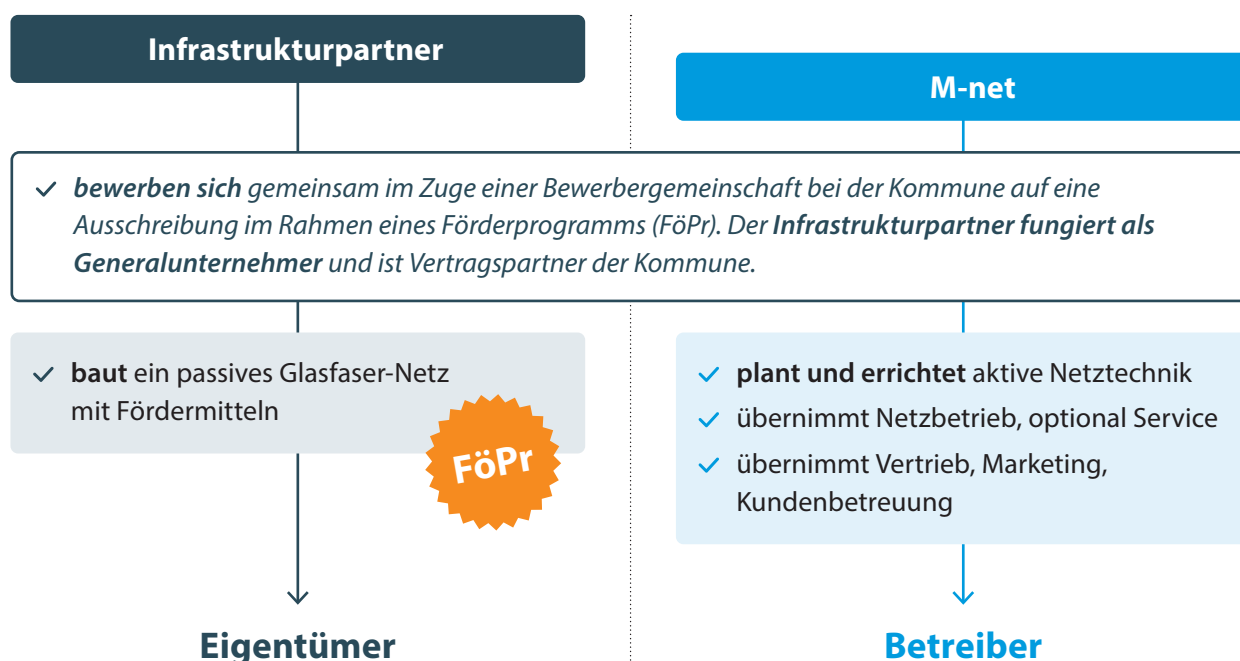 Infrastrukturpartner
M-net
bewerben sich gemeinsam im Zuge einer Bewerbergemeinschaft bei der Kommune auf eine
Ausschreibung im Rahmen eines Förderprogramms (FöPr). Der Infrastrukturpartner fungiert als
Generalunternehmer und ist Vertragspartner der Kommune.
baut ein passives Glasfaser-Netz
mit Fördermitteln
FöPr
plant und errichtet aktive Netztechnik
übernimmt Netzbetrieb, optional Service
übernimmt Vertrieb, Marketing,
Kundenbetreuung
Eigentümer
Betreiber